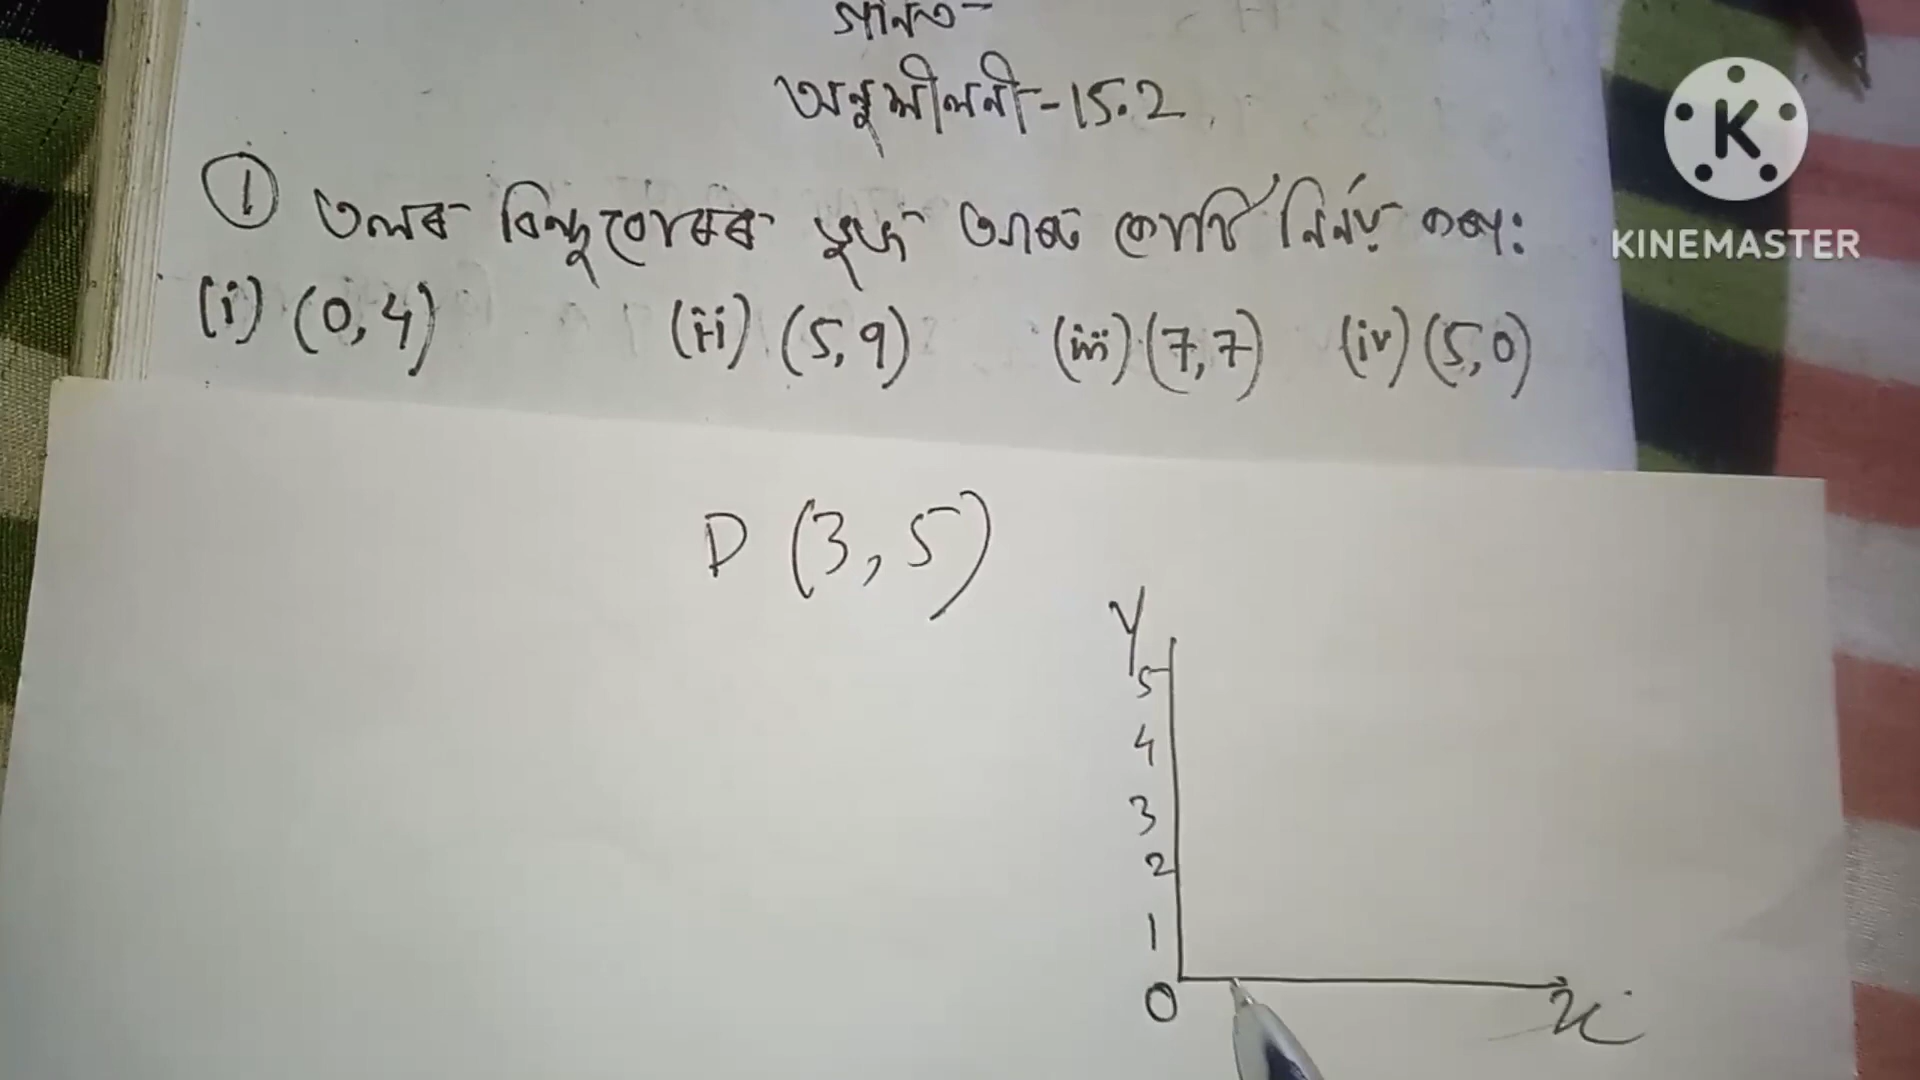 গণিত
অনুশীলনী-15.2
① তলৰ বিন্দুবোৰৰ ভূজ আৰু কোটি নিৰ্নয় কৰা:
(i) (0,4) (ii) (5,9) (iii) (7,7) (iv) (5,0)
K
KINEMASTER
P (3,5)
Y
5
4
3
2
1
0
x